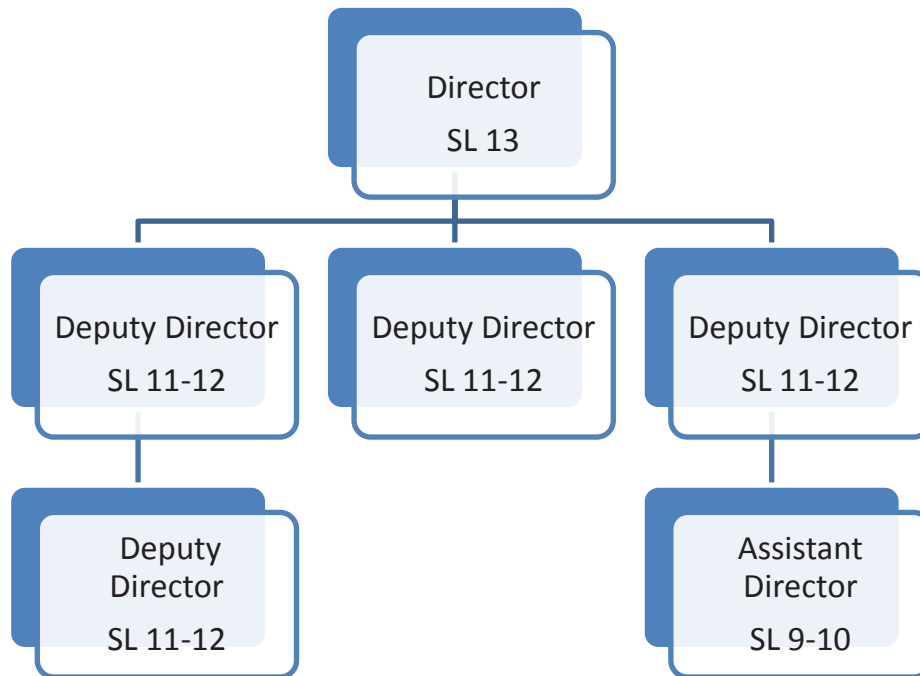 Director
SL 13
Deputy Director
SL 11-12
Deputy Director
SL 11-12
Deputy Director
SL 11-12
Deputy
Director
SL 11-12
Assistant
Director
SL 9-10